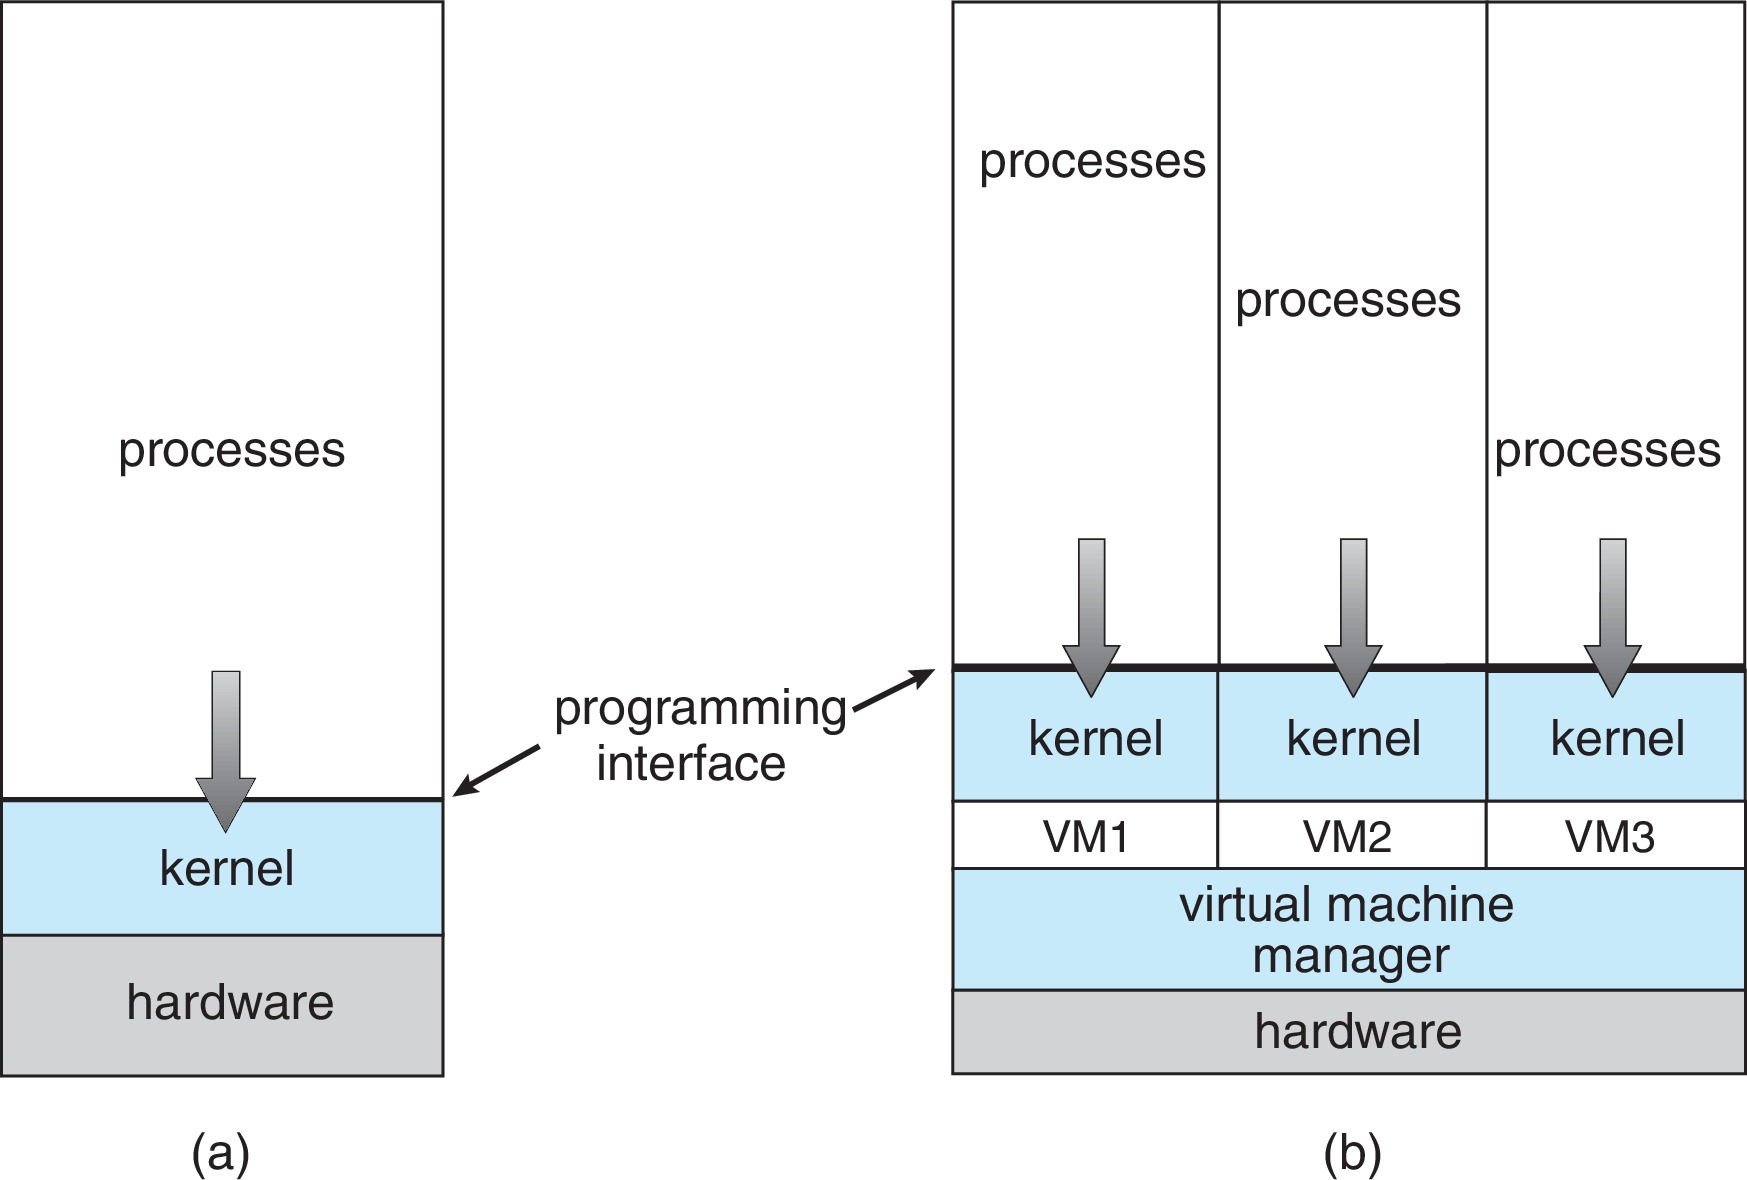 processes
kernel
hardware
(a)
programming
interface
processes
processes
processes
kernel
kernel
kernel
VM1
VM2
VM3
virtual machine
manager
hardware
(b)